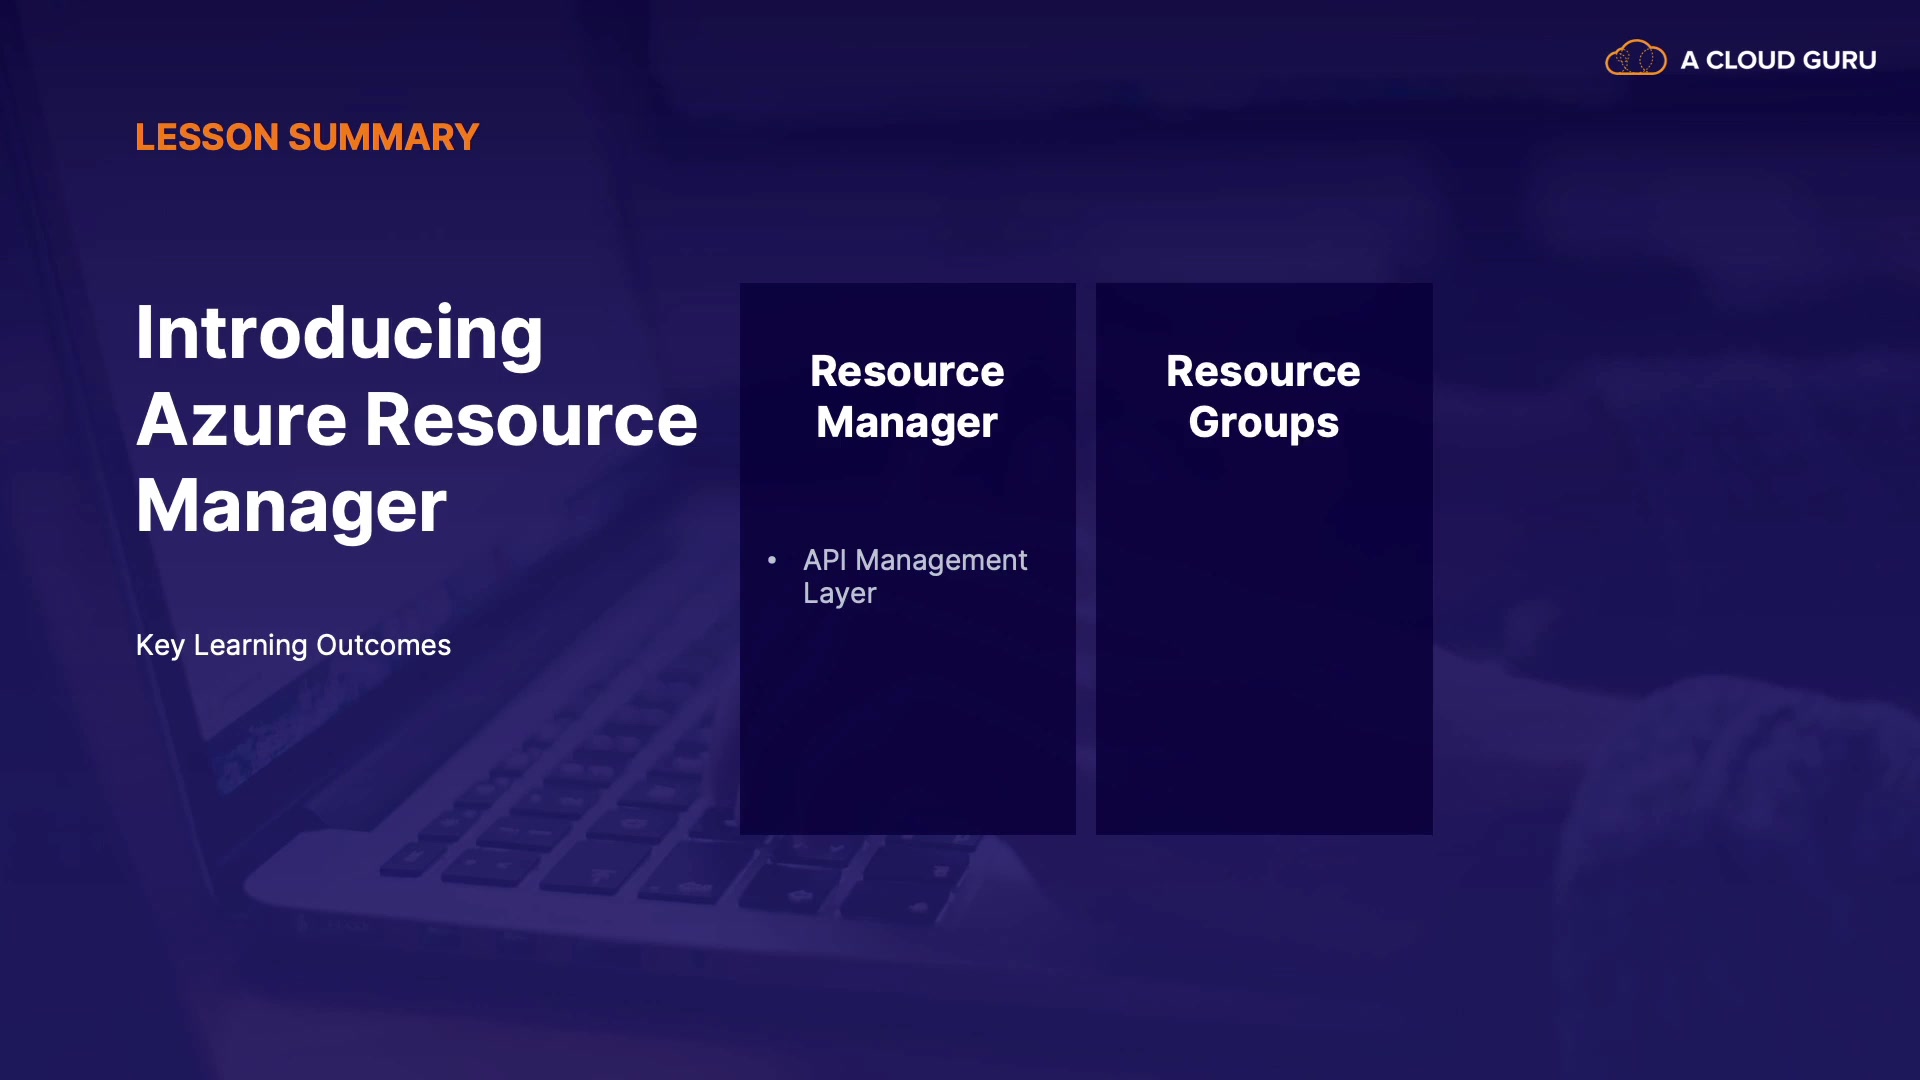 A CLOUD GURU
LESSON SUMMARY
Introducing
Azure Resource
Manager
Key Learning Outcomes
Resource
Manager
• API Management
Layer
Resource
Groups